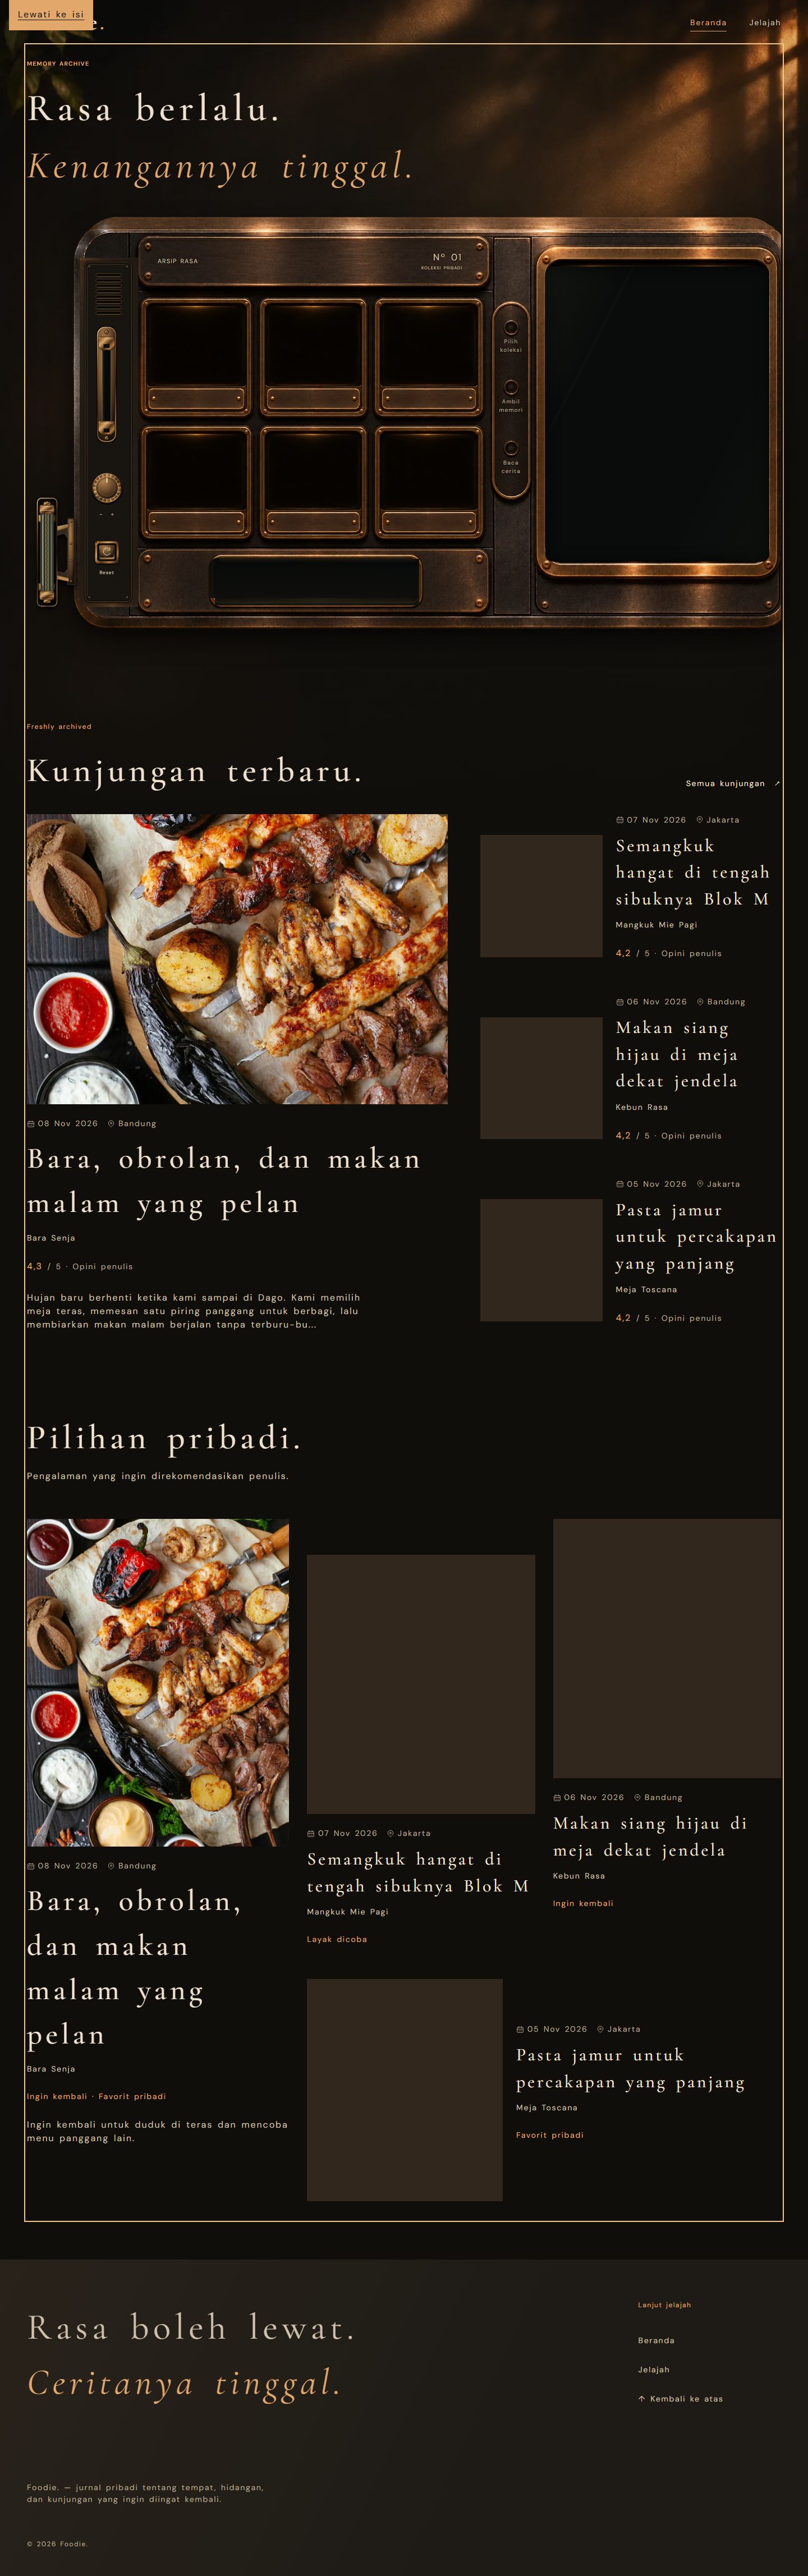 Lewati ke isi
e.
Beranda
Jelajah
MEMORY ARCHIVE
Rasa berlalu.
Kenangannya tinggal.
ARSIP RASA
Nº 01
KOLEKSI PRIBADI
Pilih
koleksi
Ambil
memori
Baca
cerita
- +
Reset
Freshly archived
Kunjungan terbaru.
Semua kunjungan ↗
08 Nov 2026 Bandung
Bara, obrolan, dan makan
malam yang pelan
Bara Senja
4,3 / 5 · Opini penulis
Hujan baru berhenti ketika kami sampai di Dago. Kami memilih
meja teras, memesan satu piring panggang untuk berbagi, lalu
membiarkan makan malam berjalan tanpa terburu-bu...
07 Nov 2026 Jakarta
Semangkuk
hangat di tengah
sibuknya Blok M
Mangkuk Mie Pagi
4,2 / 5 · Opini penulis
06 Nov 2026 Bandung
Makan siang
hijau di meja
dekat jendela
Kebun Rasa
4,2 / 5 · Opini penulis
05 Nov 2026 Jakarta
Pasta jamur
untuk percakapan
yang panjang
Meja Toscana
4,2 / 5 · Opini penulis
Pilihan pribadi.
Pengalaman yang ingin direkomendasikan penulis.
08 Nov 2026 Bandung
Bara, obrolan,
dan makan
malam yang
pelan
Bara Senja
Ingin kembali · Favorit pribadi
Ingin kembali untuk duduk di teras dan mencoba
menu panggang lain.
07 Nov 2026 Jakarta
Semangkuk hangat di
tengah sibuknya Blok M
Mangkuk Mie Pagi
Layak dicoba
06 Nov 2026 Bandung
Makan siang hijau di
meja dekat jendela
Kebun Rasa
Ingin kembali
05 Nov 2026 Jakarta
Pasta jamur untuk
percakapan yang panjang
Meja Toscana
Favorit pribadi
Rasa boleh lewat.
Ceritanya tinggal.
Lanjut jelajah
Beranda
Jelajah
↑ Kembali ke atas
Foodie. — jurnal pribadi tentang tempat, hidangan,
dan kunjungan yang ingin diingat kembali.
© 2026 Foodie.